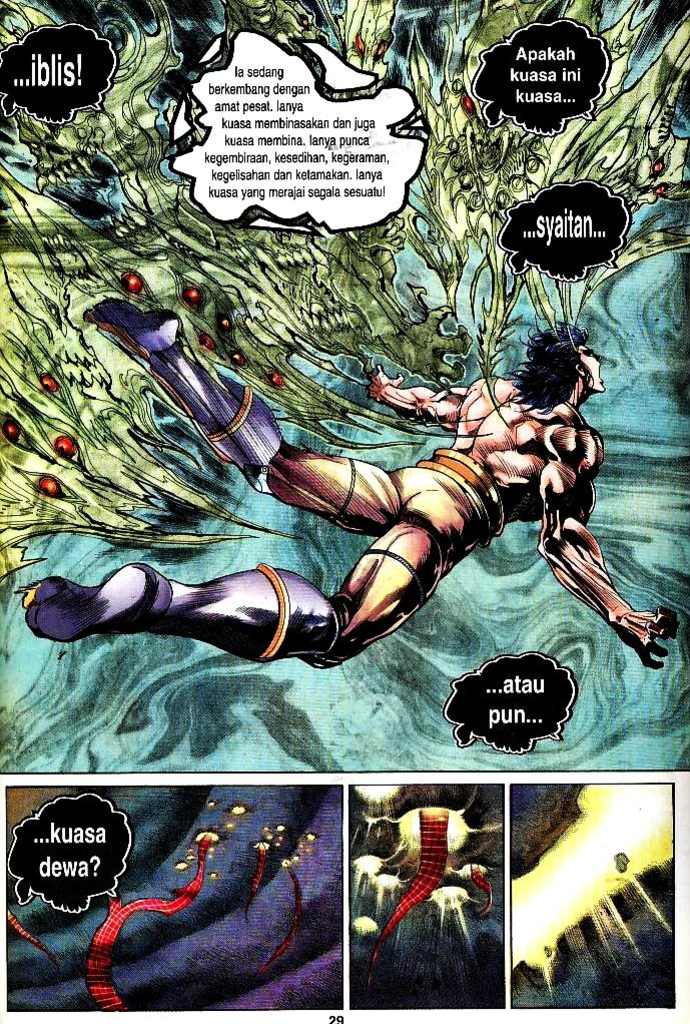 Apakah
kuasa ini
kuasa...
...iblis!
Ia sedang
berkembang dengan
amat pesat. Ianya
kuasa membinasakan dan juga
kuasa membina. Ianya punca
kegembiraan, kesedihan, kegeraman,
kegelisahan dan ketamakan. Ianya
kuasa yang merajai segala sesuatu!
...syaitan...
...atau
pun...
...kuasa
dewa?
29